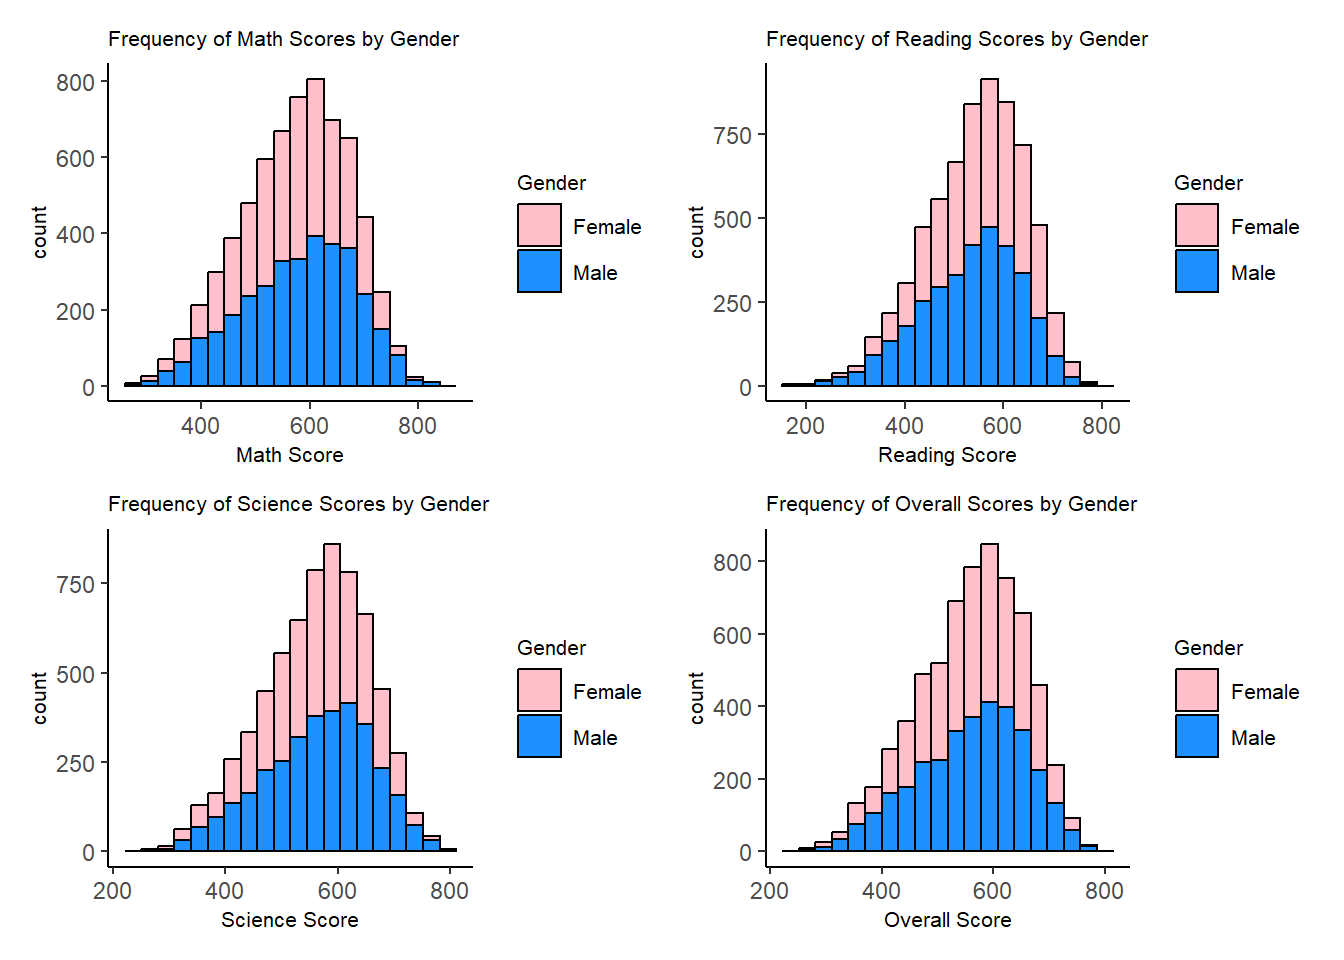 Frequency of Math Scores by Gender
800
600
400
200
0
count
400 600 800
Math Score
Gender
Female
Male
Frequency of Reading Scores by Gender
750
500
250
0
count
200 400 600 800
Reading Score
Gender
Female
Male
Frequency of Science Scores by Gender
750
500
250
0
count
200 400 600 800
Science Score
Gender
Female
Male
Frequency of Overall Scores by Gender
800
600
400
200
0
count
200 400 600 800
Overall Score
Gender
Female
Male